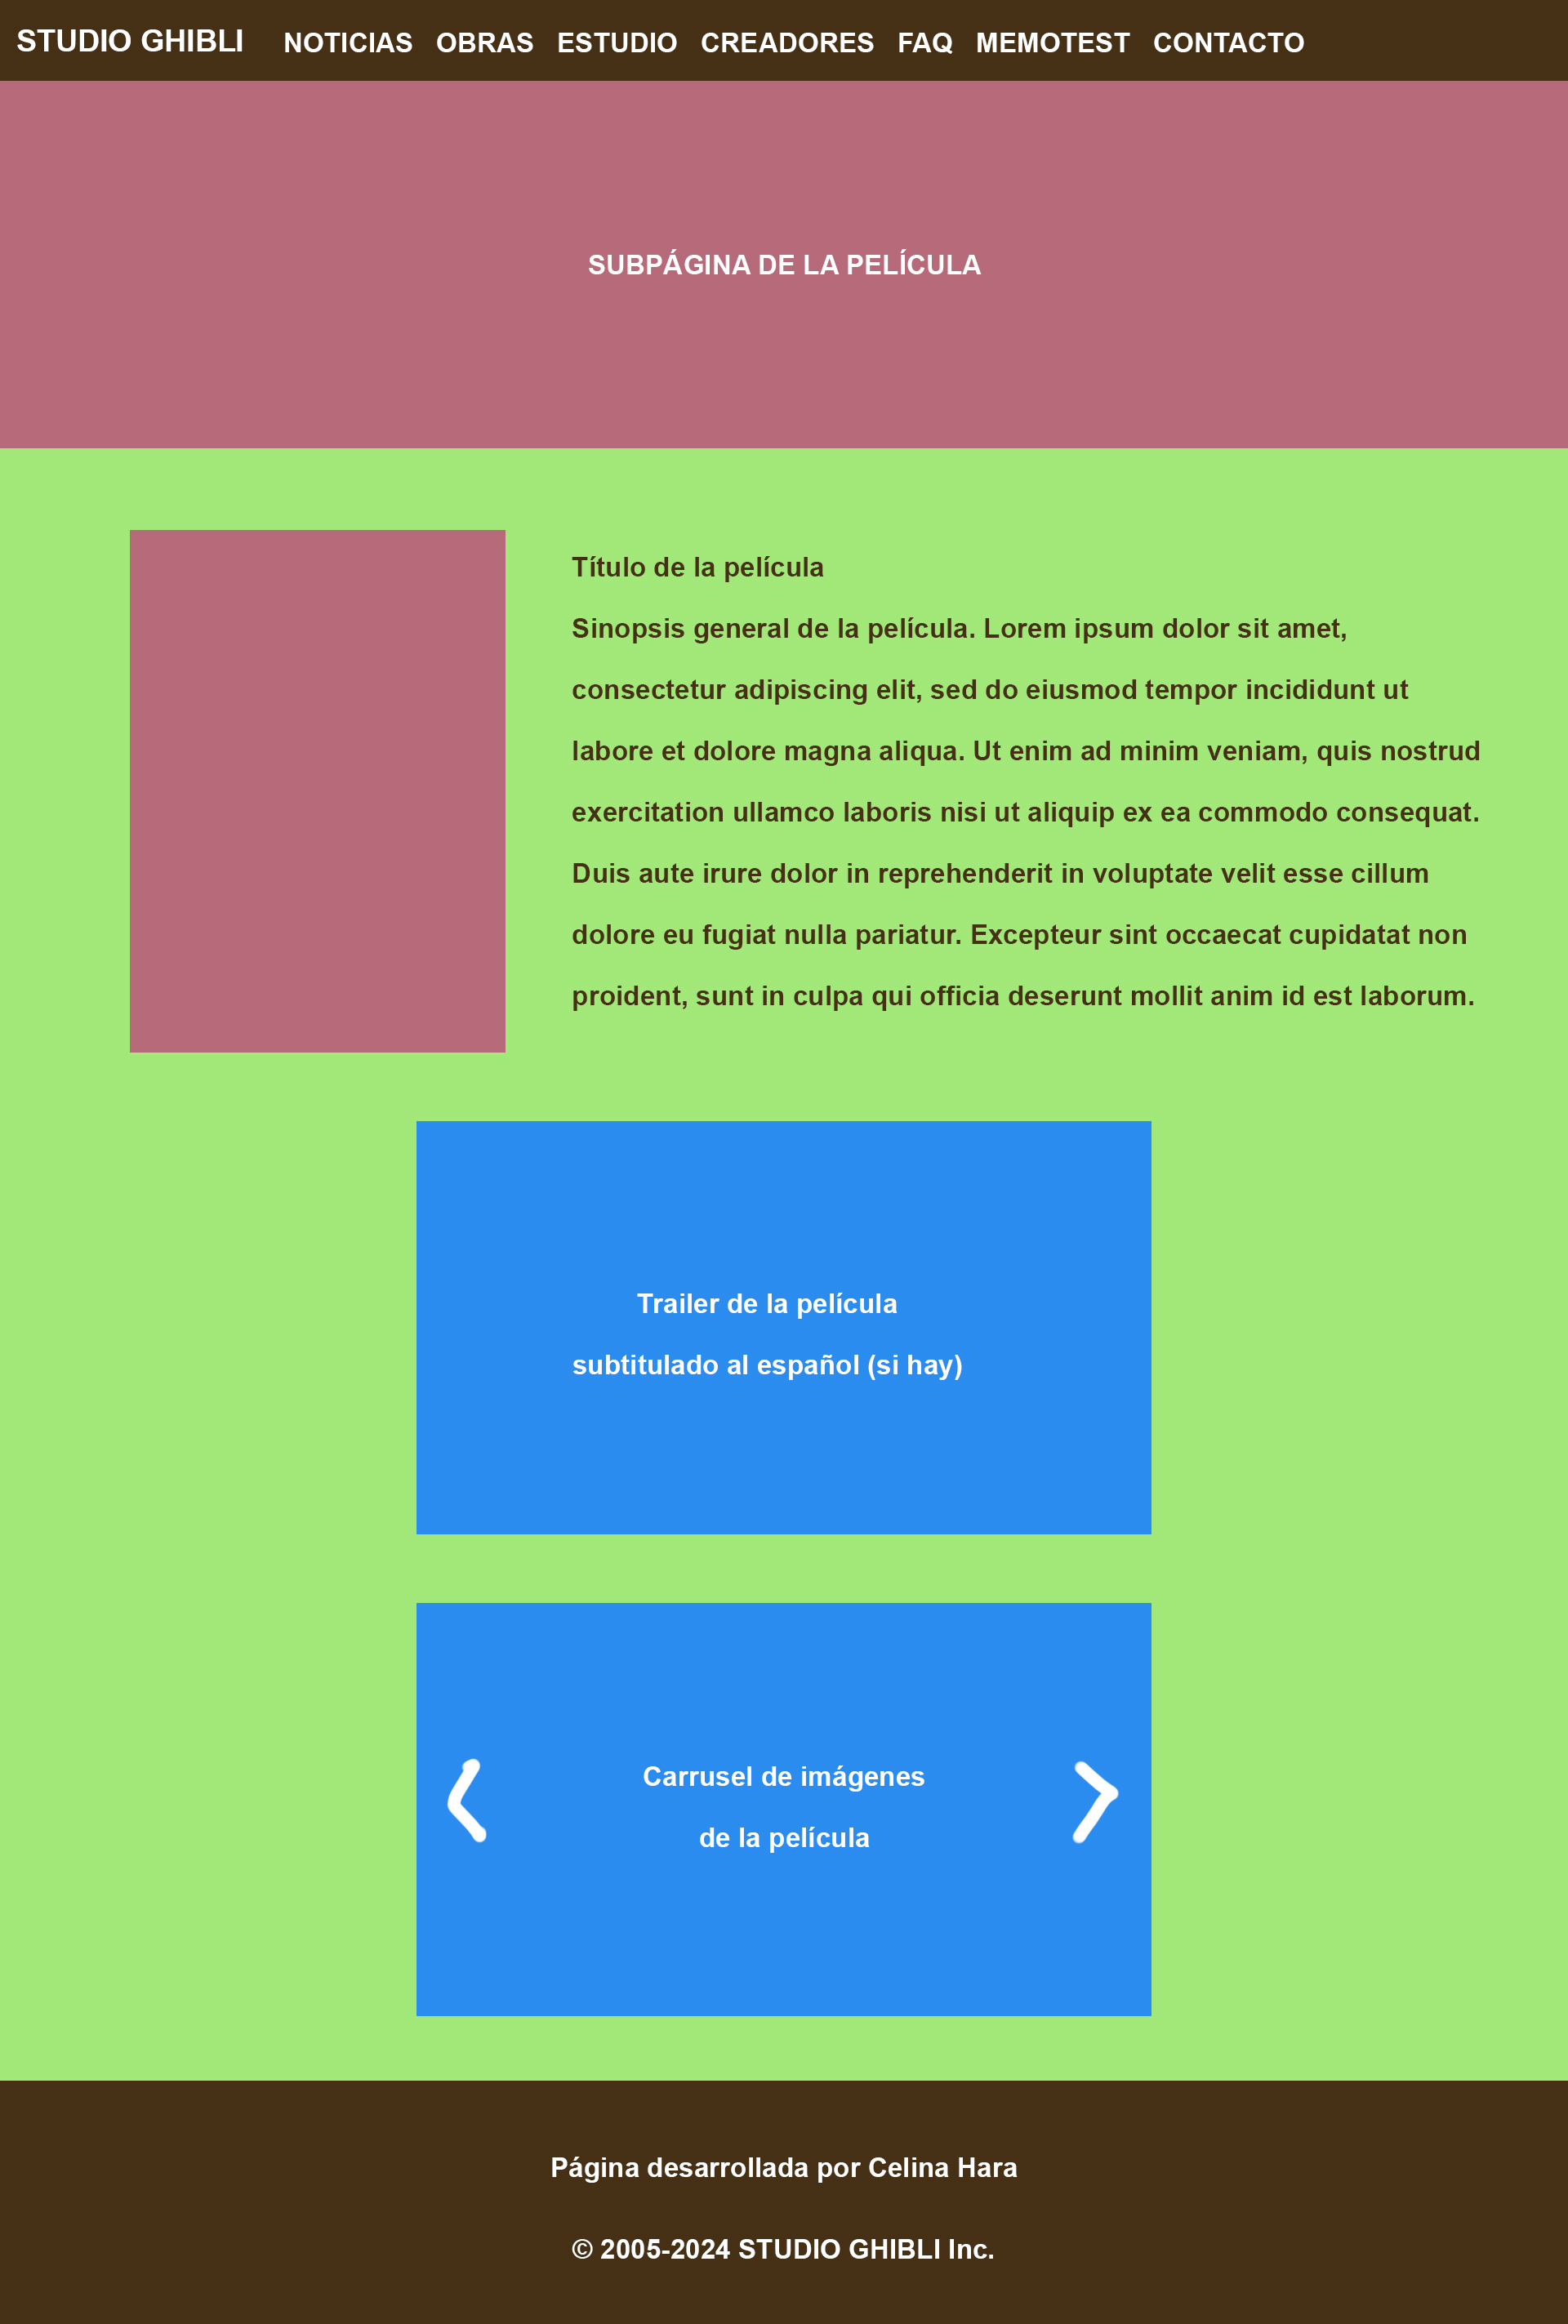 STUDIO GHIBLI NOTICIAS OBRAS ESTUDIO CREADORES FAQ MEMOTEST CONTACTO
SUBPÁGINA DE LA PELÍCULA
Título de la película
Sinopsis general de la película. Lorem ipsum dolor sit amet,
consectetur adipiscing elit, sed do eiusmod tempor incididunt ut
labore et dolore magna aliqua. Ut enim ad minim veniam, quis nostrud
exercitation ullamco laboris nisi ut aliquip ex ea commodo consequat.
Duis aute irure dolor in reprehenderit in voluptate velit esse cillum
dolore eu fugiat nulla pariatur. Excepteur sint occaecat cupidatat non
proident, sunt in culpa qui officia deserunt mollit anim id est laborum.
Trailer de la película
subtitulado al español (si hay)
Carrusel de imágenes
de la película
Página desarrollada por Celina Hara
© 2005-2024 STUDIO GHIBLI Inc.